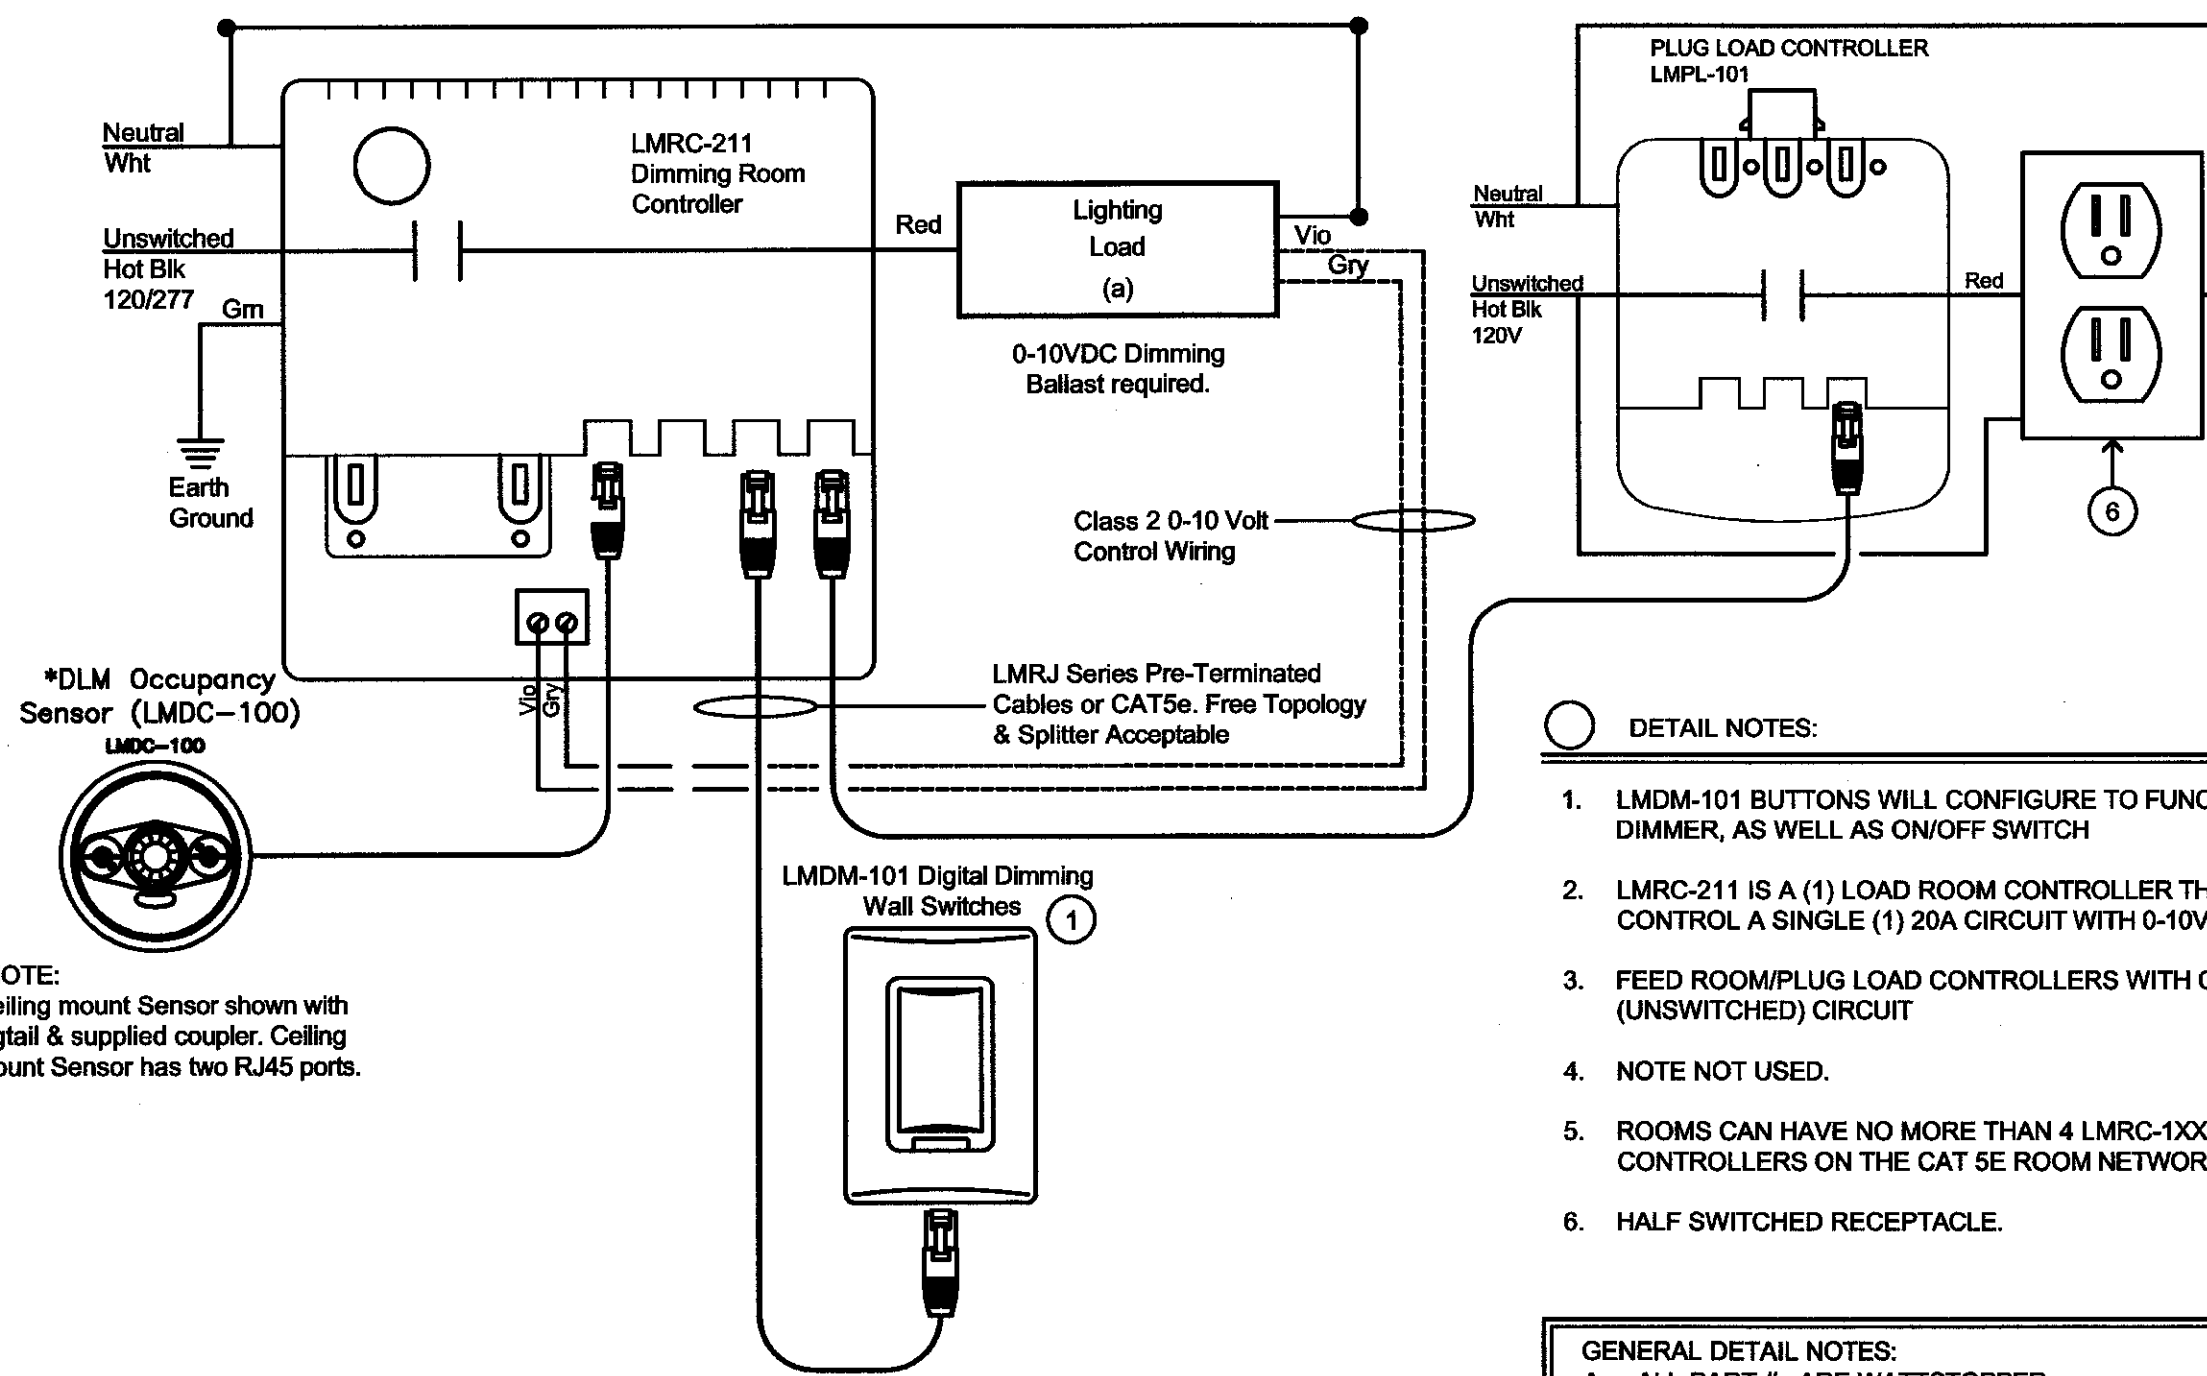 PLUG LOAD CONTROLLER
LMPL-101
Neutral
Wht
LMRC-211
Dimming Room
Controller
Unswitched
Hot Blk
120/277
Grn
Earth
Ground
Red
Lighting
Load
(a)
Vio
Gry
0-10VDC Dimming
Ballast required.
Neutral
Wht
Unswitched
Hot Blk
120V
Red
6
Class 2 0-10 Volt
Control Wiring
*DLM Occupancy
Sensor (LMDC-100)
LMDC-100
Vio
Gry
LMRJ Series Pre-Terminated
Cables or CAT5e. Free Topology
& Splitter Acceptable
LMDM-101 Digital Dimming
Wall Switches
1
OTE:
eiling mount Sensor shown with
gtail & supplied coupler. Ceiling
ount Sensor has two RJ45 ports.
DETAIL NOTES:
1. LMDM-101 BUTTONS WILL CONFIGURE TO FUNC
DIMMER, AS WELL AS ON/OFF SWITCH
2. LMRC-211 IS A (1) LOAD ROOM CONTROLLER TH
CONTROL A SINGLE (1) 20A CIRCUIT WITH 0-10V
3. FEED ROOM/PLUG LOAD CONTROLLERS WITH
(UNSWITCHED) CIRCUIT
4. NOTE NOT USED.
5. ROOMS CAN HAVE NO MORE THAN 4 LMRC-1XX
CONTROLLERS ON THE CAT 5E ROOM NETWOR
6. HALF SWITCHED RECEPTACLE.
GENERAL DETAIL NOTES: